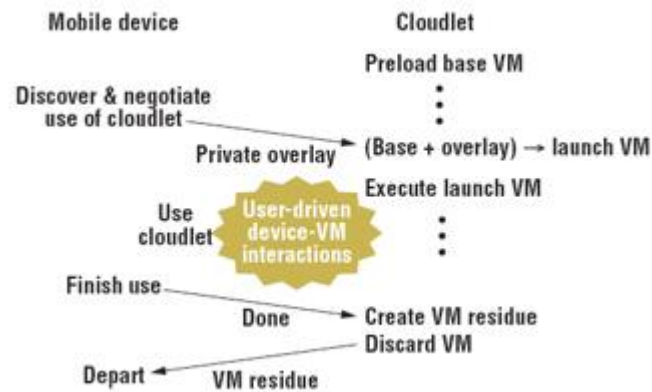 Mobile device
Cloudlet
Preload base VM
Discover & negotiate
use of cloudlet
Private overlay
(Base + overlay) → launch VM
Execute launch VM
Use
cloudlet
User-driven
device-VM
interactions
Finish use
Done
Create VM residue
Discard VM
Depart
VM residue